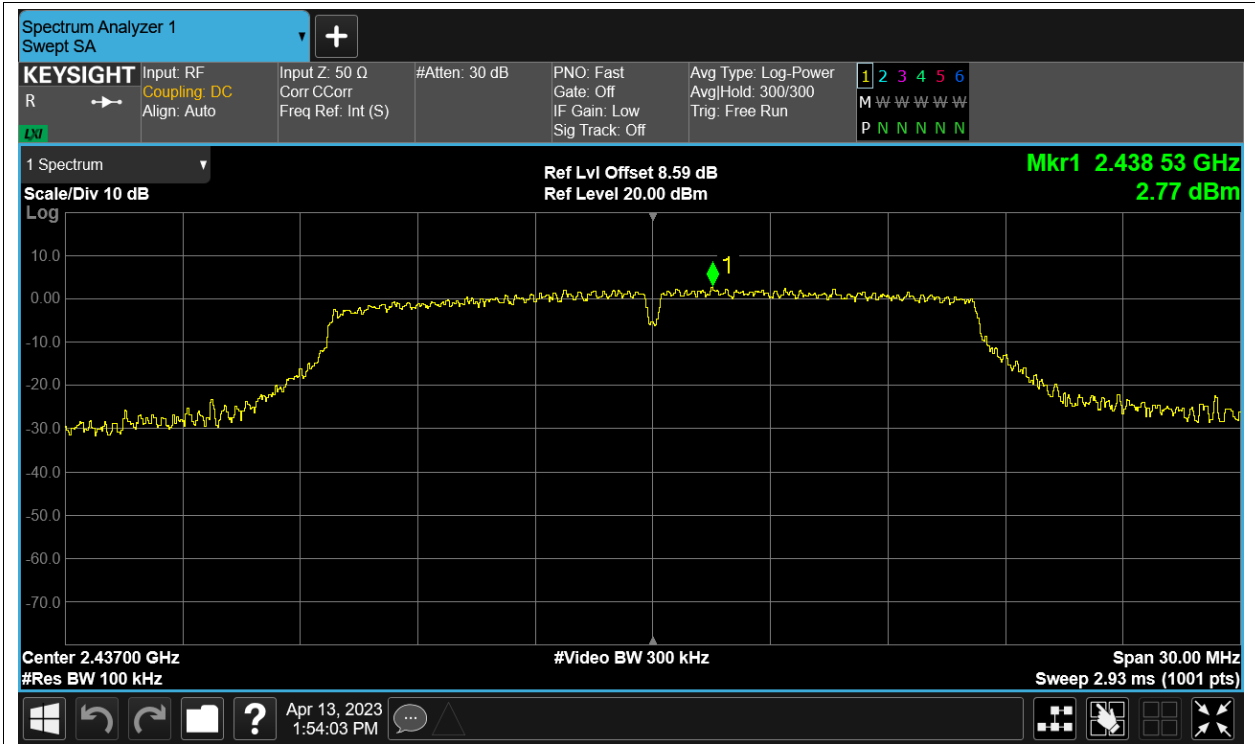 Spectrum Analyzer 1
Swept SA
KEYSIGHT
R
LXI
Input: RF
Coupling: DC
Align: Auto
Input Z: 50 Ω
Corr CCorr
Freq Ref: Int (S)
#Atten: 30 dB
PNO: Fast
Gate: Off
IF Gain: Low
Sig Track: Off
Avg Type: Log-Power
Avg|Hold: 300/300
Trig: Free Run
1 2 3 4 5 6
M W W W W W
P N N N N N
1 Spectrum
Scale/Div 10 dB
Log
Ref Lvl Offset 8.59 dB
Ref Level 20.00 dBm
Mkr1 2.438 53 GHz
2.77 dBm
10.0
0.00
-10.0
-20.0
-30.0
-40.0
-50.0
-60.0
-70.0
1
Center 2.43700 GHz
#Res BW 100 kHz
#Video BW 300 kHz
Span 30.00 MHz
Sweep 2.93 ms (1001 pts)
?
Apr 13, 2023
1:54:03 PM